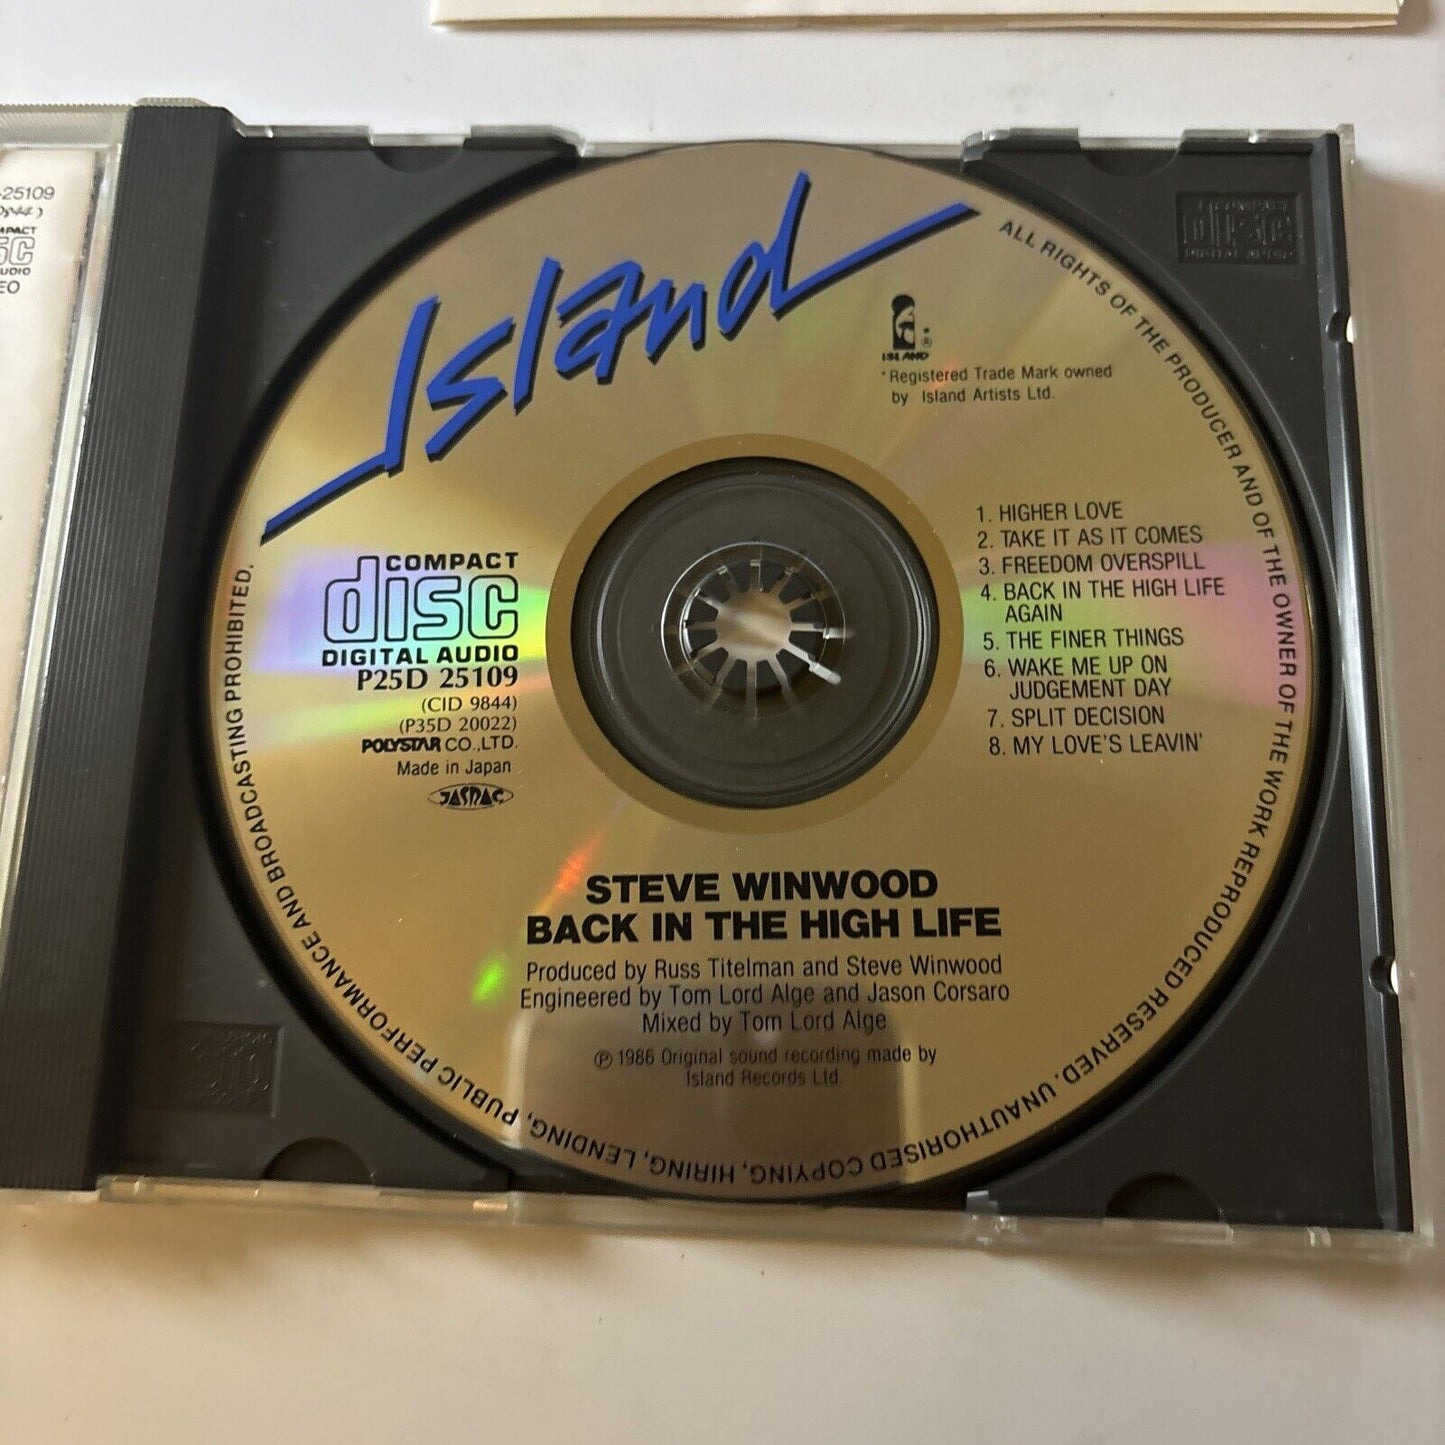 -25109
DISC
Island
ISLAND ®
* Registered Trade Mark owned
by Island Artists Ltd.
ALL RIGHTS OF THE PRODUCER AND OF THE OWNER OF THE WORK REPRODUCED RESERVED. UNAUTHORISED COPYING, HIRING, LENDING, PUBLIC PERFORMANCE AND BROADCASTING PROHIBITED.
COMPACT
disc
DIGITAL AUDIO
P25D 25109
(CID 9844)
(P35D 20022)
POLYSTAR CO.,LTD.
Made in Japan
JASRAC
1. HIGHER LOVE
2. TAKE IT AS IT COMES
3. FREEDOM OVERSPILL
4. BACK IN THE HIGH LIFE
AGAIN
5. THE FINER THINGS
6. WAKE ME UP ON
JUDGEMENT DAY
7. SPLIT DECISION
8. MY LOVE'S LEAVIN'
STEVE WINWOOD
BACK IN THE HIGH LIFE
Produced by Russ Titelman and Steve Winwood
Engineered by Tom Lord Alge and Jason Corsaro
Mixed by Tom Lord Alge
℗ 1986 Original sound recording made by
Island Records Ltd.
COMPACT
disc
DIGITAL AUDIO